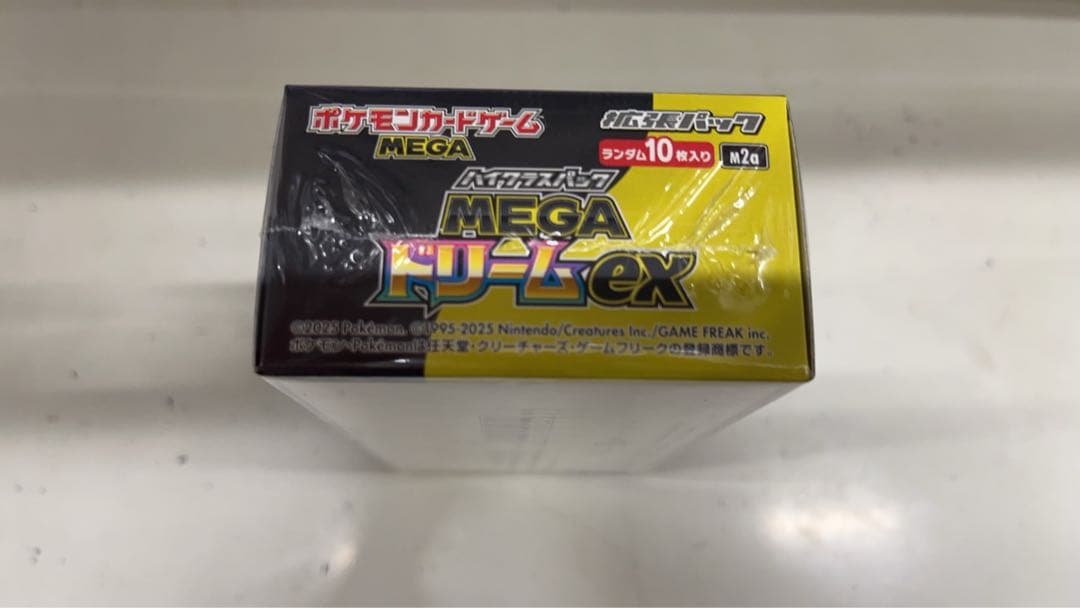 ポケモンカードゲーム
MEGA
拡張パック
ランダム10枚入り
M2a
ハイクラスパック
MEGA
ドリームex
©2025 Pokémon. ©1995-2025 Nintendo/Creatures Inc./GAME FREAK inc.
ポケモン・Pokémonは任天堂・クリーチャーズ・ゲームフリークの登録商標です。